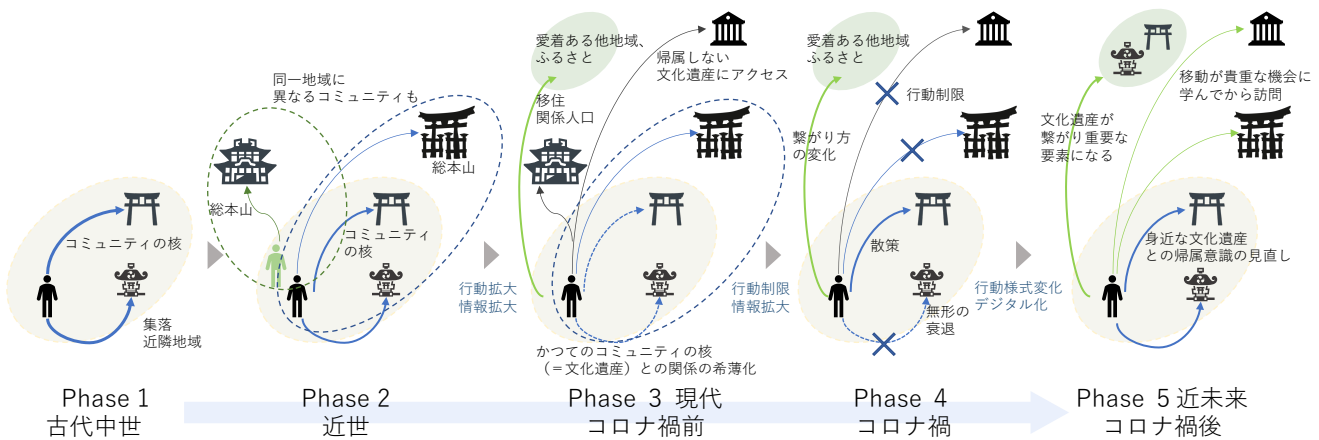 コミュニティの核
集落
近隣地域
Phase 1
古代中世
同一地域に
異なるコミュニティも
総本山
総本山
コミュニティ
の核
Phase 2
近世
行動拡大
情報拡大
愛着ある他地域、
ふるさと
帰属しない
文化遺産にアクセス
移住
関係人口
かつてのコミュニティの核
（＝文化遺産）との関係の希薄化
Phase 3 現代
コロナ禍前
行動制限
情報拡大
愛着ある他地域
ふるさと
行動制限
繋がり方
の変化
散策
無形の
衰退
Phase 4
コロナ禍
行動様式変化
デジタル化
移動が貴重な機会に
学んでから訪問
文化遺産が
繋がり重要な
要素になる
身近な文化遺産
との帰属意識の見直し
Phase 5 近未来
コロナ禍後